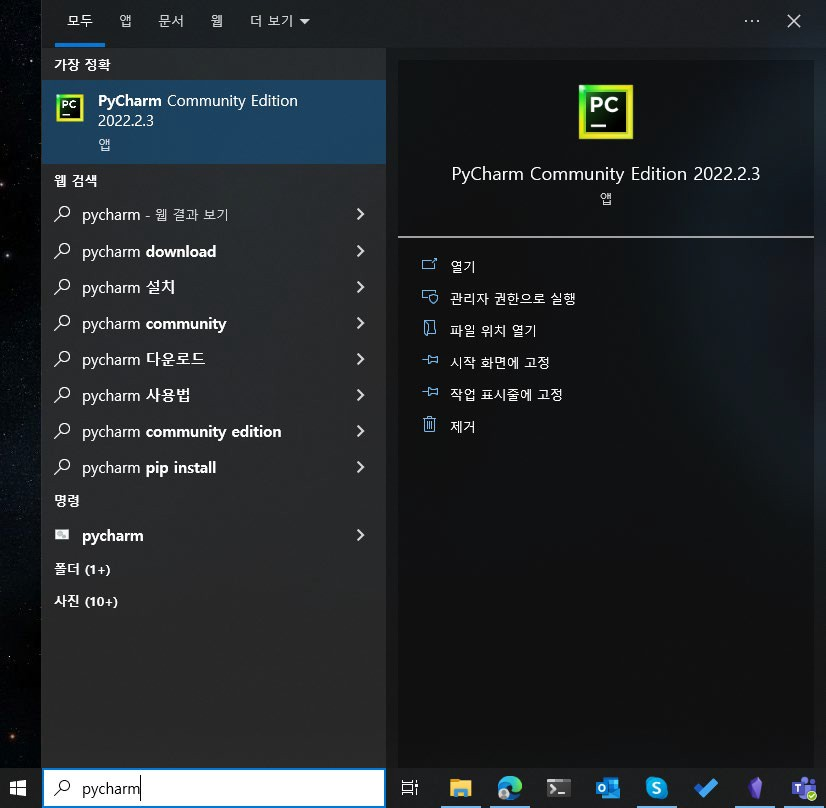 모두
앱
문서
웹
더 보기
가장 정확
PC
PyCharm Community Edition
2022.2.3
앱
웹 검색
pycharm - 웹 결과 보기
pycharm download
pycharm 설치
pycharm community
pycharm 다운로드
pycharm 사용법
pycharm community edition
pycharm pip install
명령
pycharm
폴더 (1+)
사진 (10+)
PC
PyCharm Community Edition 2022.2.3
앱
열기
관리자 권한으로 실행
파일 위치 열기
시작 화면에 고정
작업 표시줄에 고정
제거
pycharm